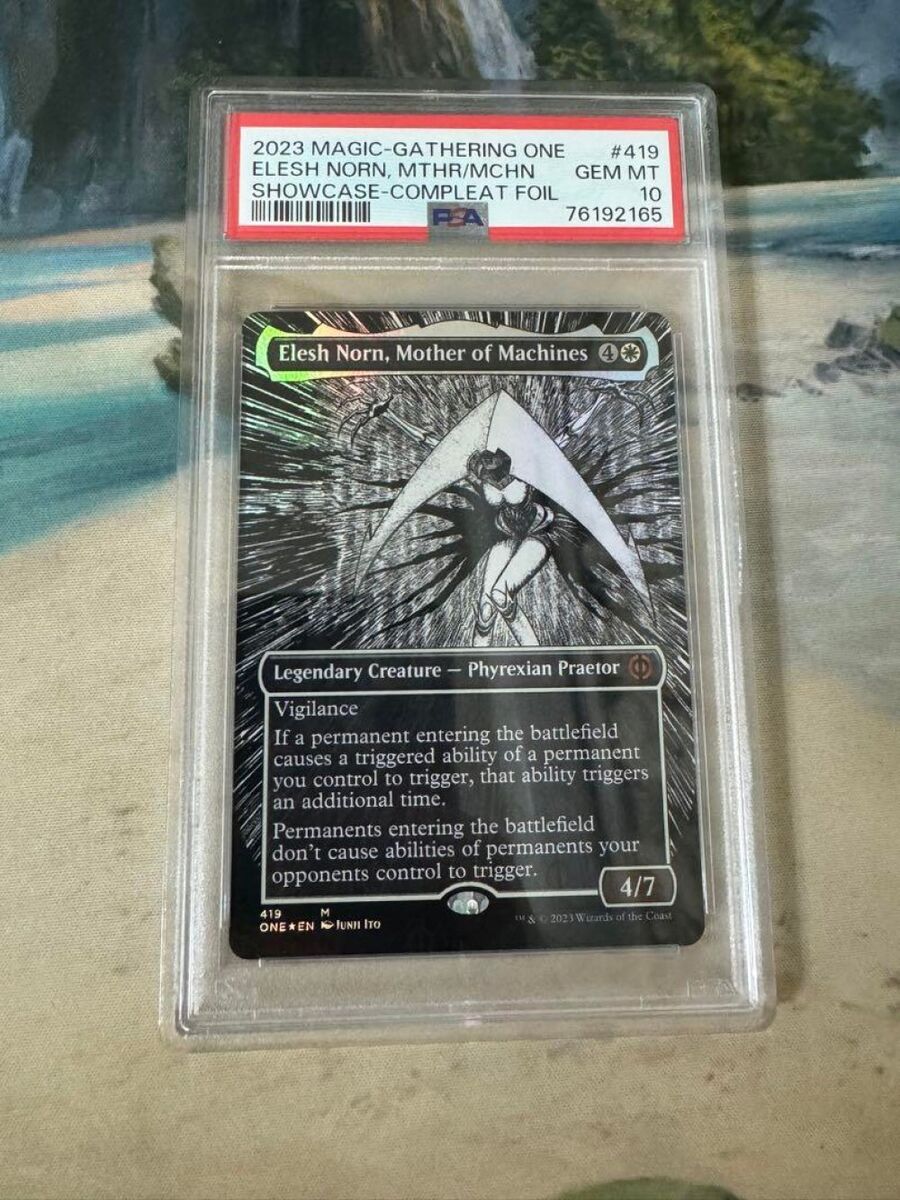 2023 MAGIC-GATHERING ONE #419
ELESH NORN, MTHR/MCHN GEM MT
SHOWCASE-COMPLEAT FOIL 10
PSA 76192165
Elesh Norn, Mother of Machines 4
Legendary Creature — Phyrexian Praetor
Vigilance
If a permanent entering the battlefield
causes a triggered ability of a permanent
you control to trigger, that ability triggers
an additional time.
Permanents entering the battlefield
don't cause abilities of permanents your
opponents control to trigger.
4/7
419 M
ONE★EN Junji Ito ™ & © 2023 Wizards of the Coast